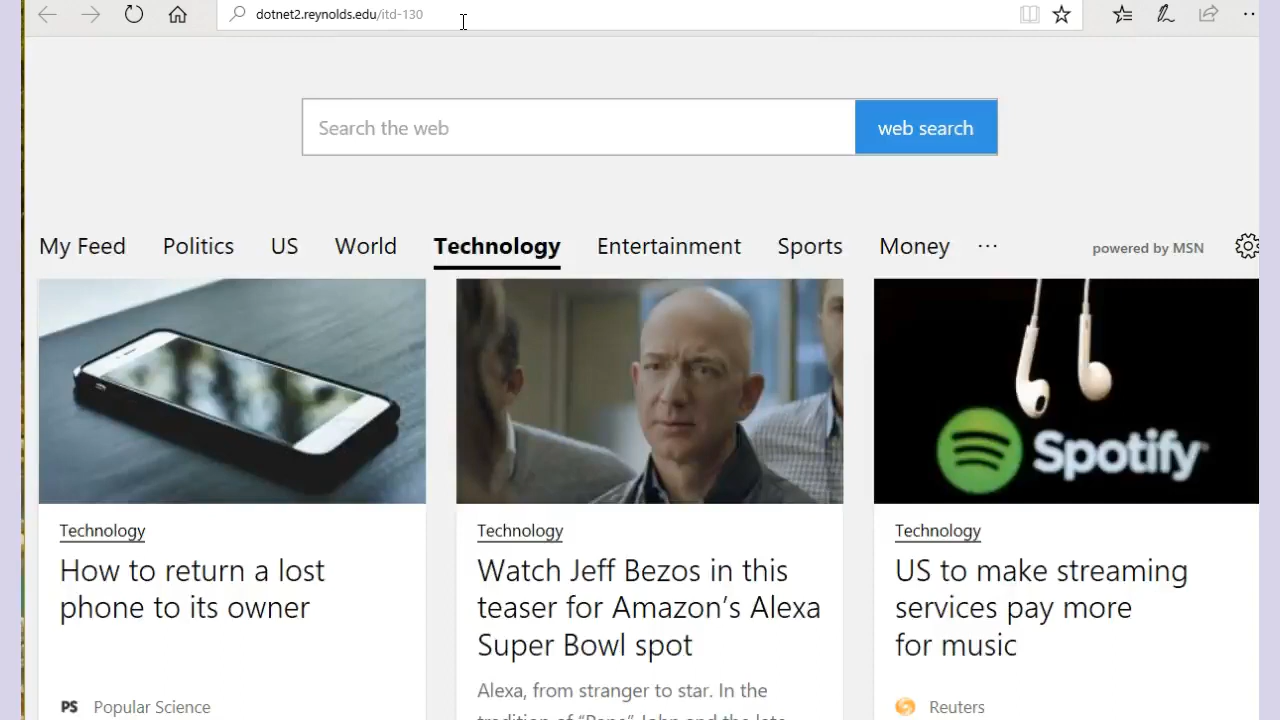 dotnet2.reynolds.edu/itd-130
Search the web
web search
My Feed Politics US World Technology Entertainment Sports Money ··· powered by MSN
Spotify
Technology
How to return a lost
phone to its owner
PS Popular Science
Technology
Watch Jeff Bezos in this
teaser for Amazon’s Alexa
Super Bowl spot
Alexa, from stranger to star. In the
Technology
US to make streaming
services pay more
for music
Reuters